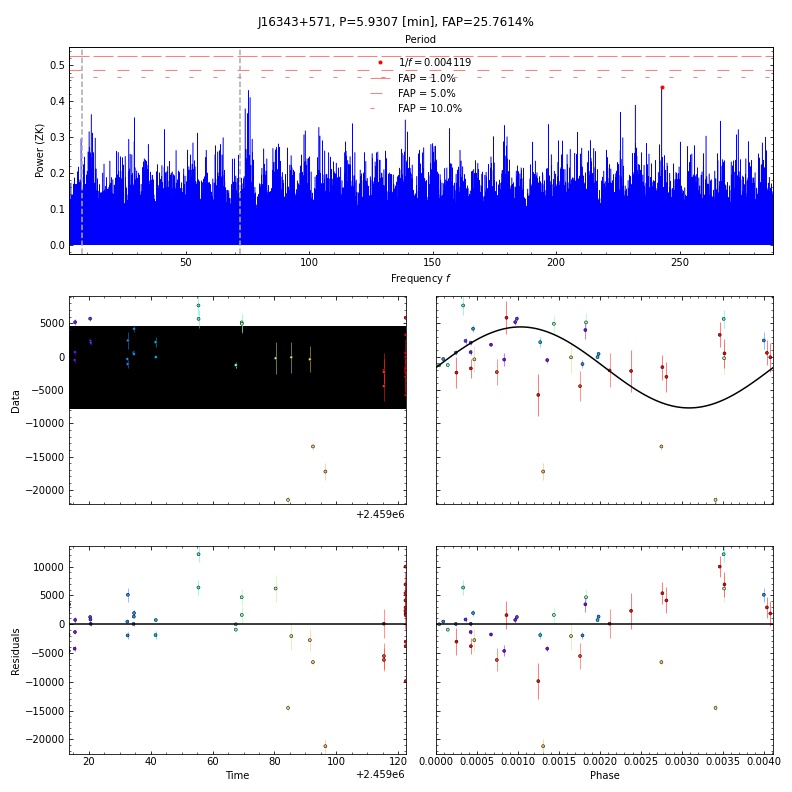 J16343+571, P=5.9307 [min], FAP=25.7614%
Period
1/f = 0.004119
FAP = 1.0%
FAP = 5.0%
FAP = 10.0%
Power (ZK)
0.5
0.4
0.3
0.2
0.1
0.0
50
100
150
200
250
Frequency f
Data
5000
0
−5000
−10000
−15000
−20000
+2.459e6
Residuals
10000
5000
0
−5000
−10000
−15000
−20000
20
40
60
80
100
120
Time
+2.459e6
0.0000
0.0005
0.0010
0.0015
0.0020
0.0025
0.0030
0.0035
0.0040
Phase